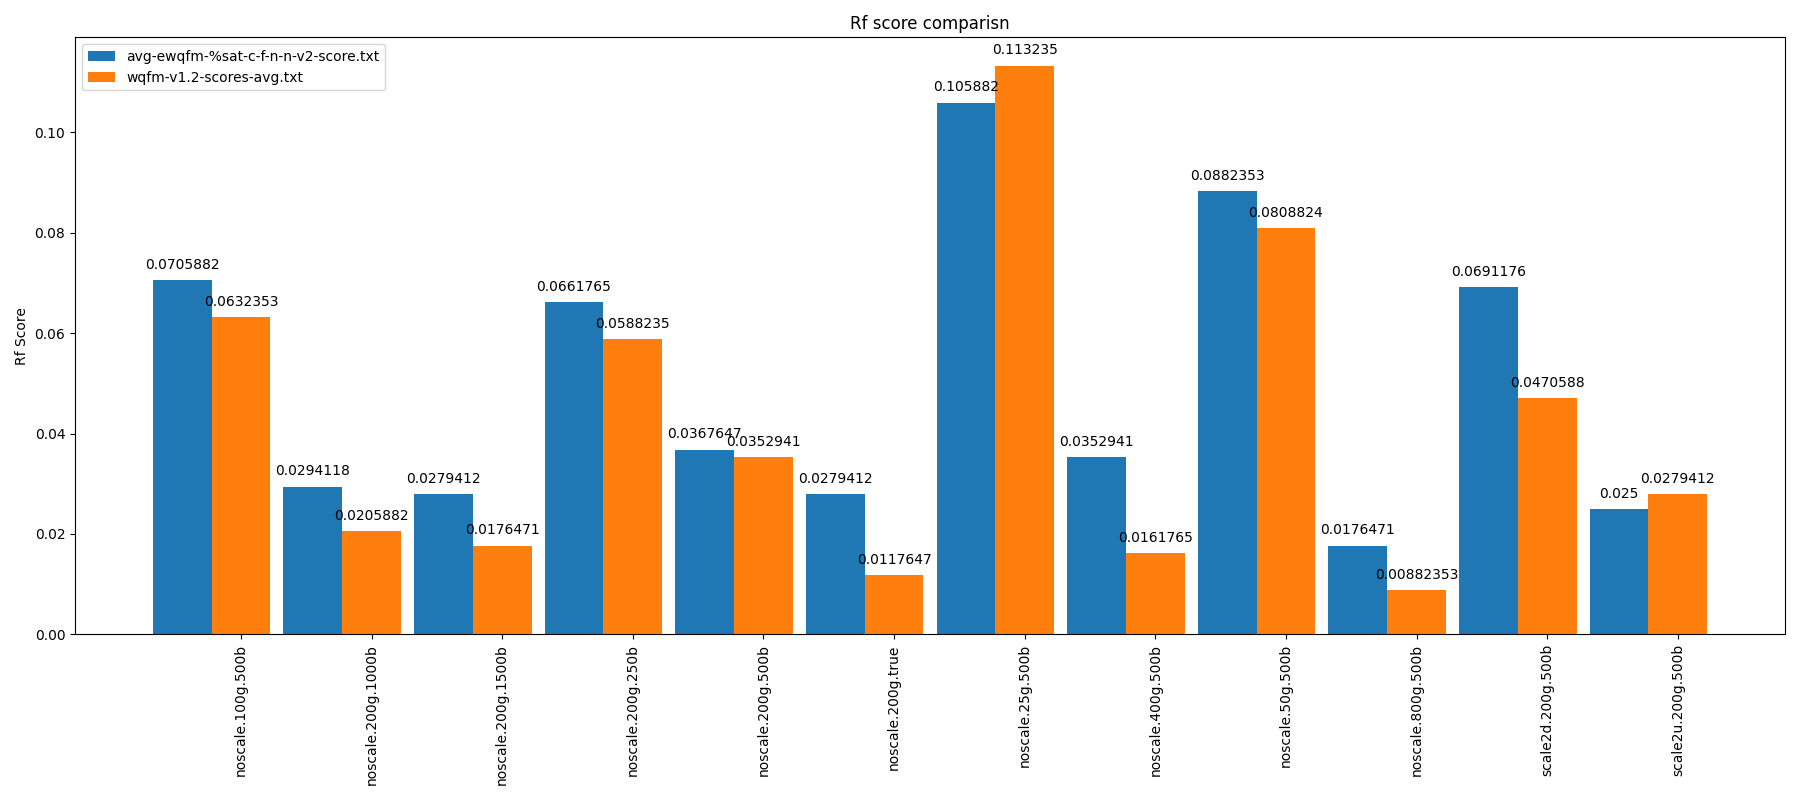 Rf score comparisn
avg-ewqfm-%sat-c-f-n-n-v2-score.txt
wqfm-v1.2-scores-avg.txt
Rf Score
0.10
0.08
0.06
0.04
0.02
0.00
0.0705882
0.0632353
0.0294118
0.0205882
0.0279412
0.0176471
0.0661765
0.0588235
0.0367647
0.0352941
0.0279412
0.0117647
0.105882
0.113235
0.0352941
0.0161765
0.0882353
0.0808824
0.0176471
0.00882353
0.0691176
0.0470588
0.025
0.0279412
noscale.100g.500b
noscale.200g.1000b
noscale.200g.1500b
noscale.200g.250b
noscale.200g.500b
noscale.200g.true
noscale.25g.500b
noscale.400g.500b
noscale.50g.500b
noscale.800g.500b
scale2d.200g.500b
scale2u.200g.500b